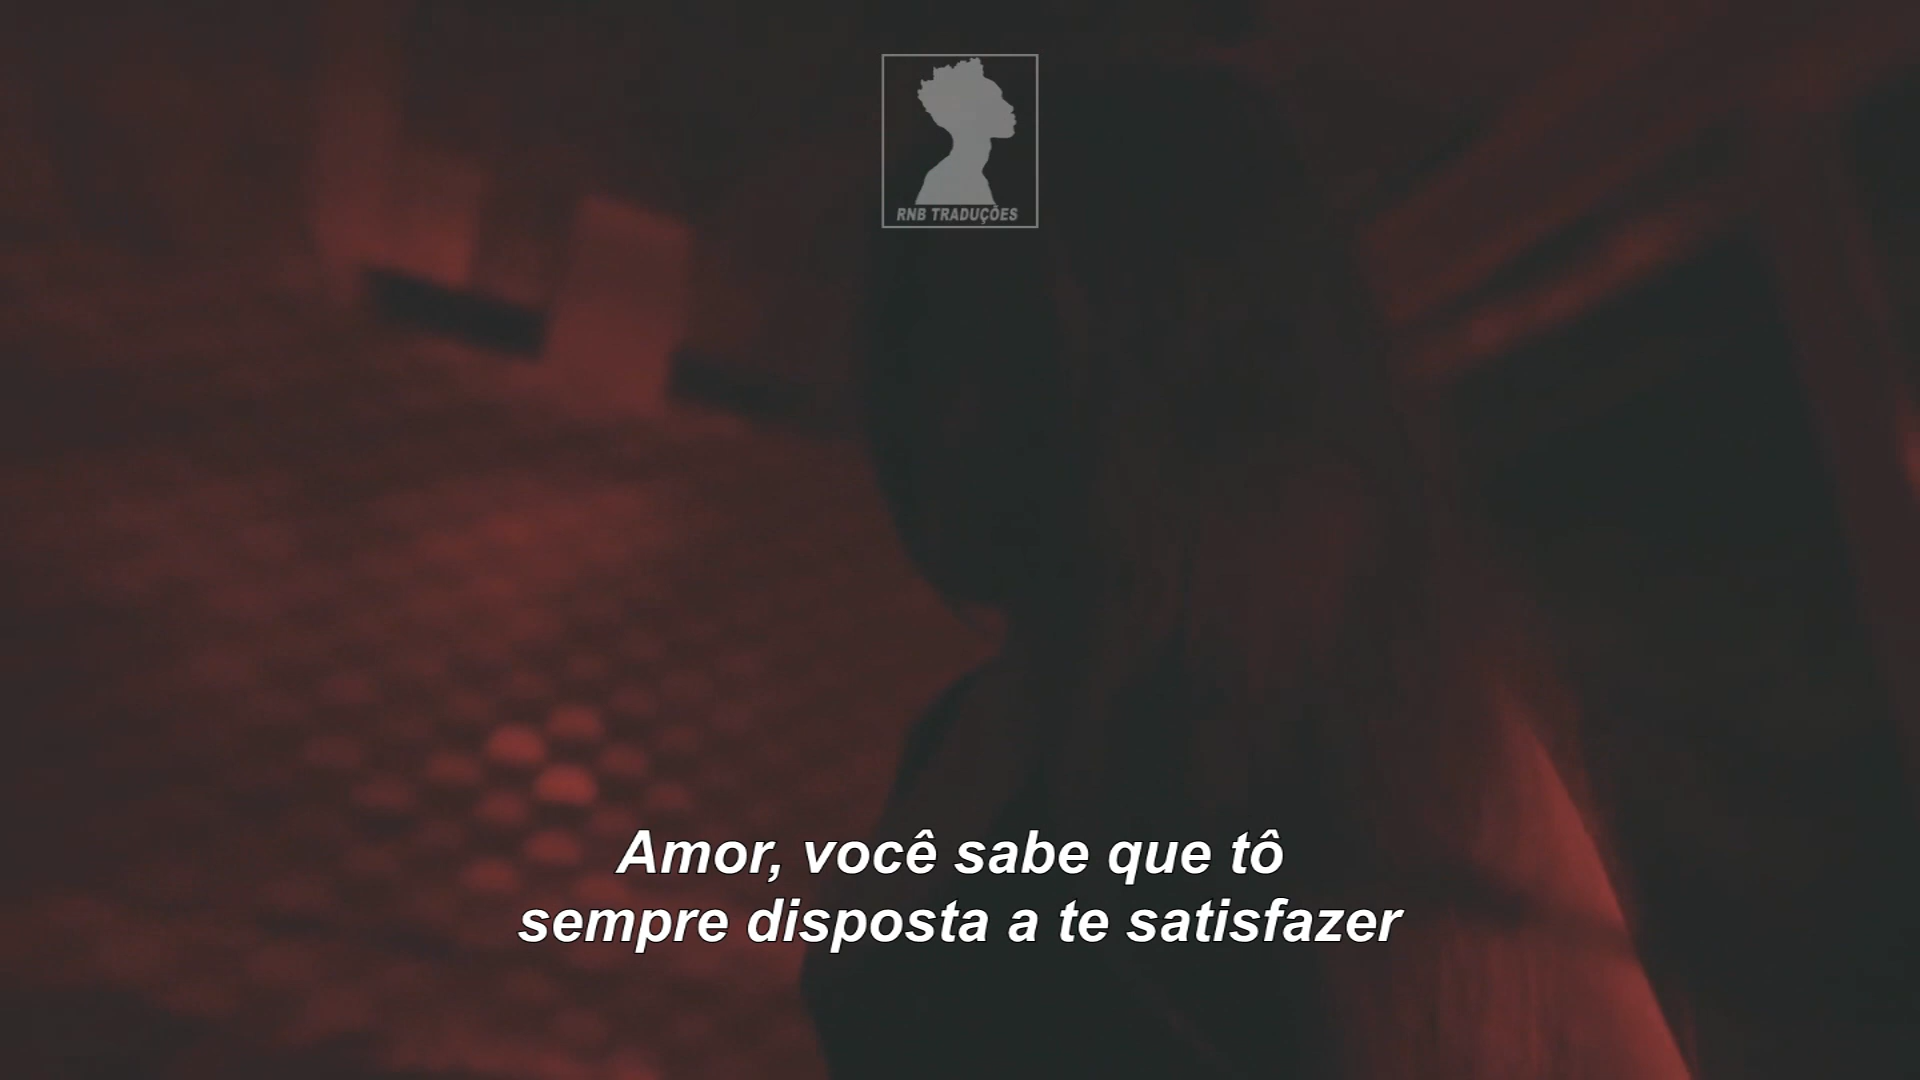 RNB TRADUÇÕES
Amor, você sabe que tô
sempre disposta a te satisfazer